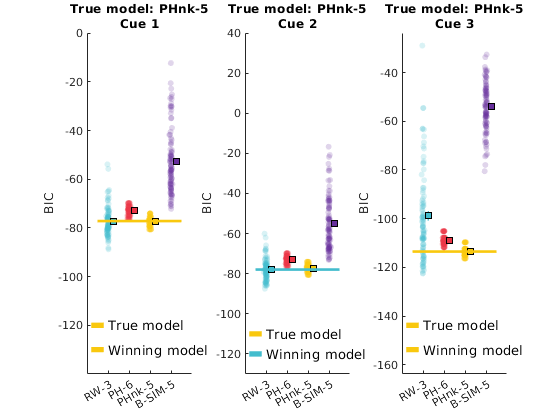 True model: PHnk-5
Cue 1
True model: PHnk-5
Cue 2
True model: PHnk-5
Cue 3
BIC
0
-20
-40
-60
-80
-100
-120
True model
Winning model
RW-3
PH-6
PHnk-5
B-SIM-5
BIC
40
20
0
-20
-40
-60
-80
-100
-120
True model
Winning model
RW-3
PH-6
PHnk-5
B-SIM-5
BIC
-40
-60
-80
-100
-120
-140
-160
True model
Winning model
RW-3
PH-6
PHnk-5
B-SIM-5